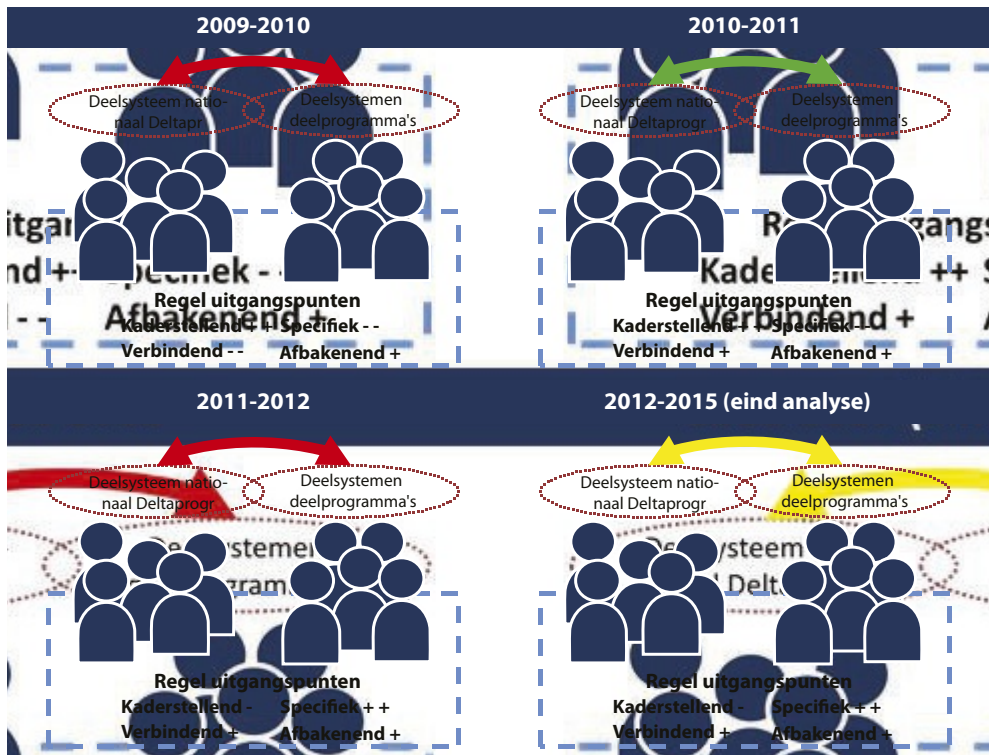 2009-2010
Deelsysteem natio-
naal Deltapr
Deelsystemen
deelprogramma's
Regel uitgangspunten
Kaderstellend + + Specifiek - -
Verbindend - - Afbakenend +
2010-2011
Deelsysteem natio-
naal Deltaprogr
Deelsystemen
deelprogramma's
Regel uitgangspunten
Kaderstellend + + Specifiek - -
Verbindend + Afbakenend +
2011-2012
Deelsysteem natio-
naal Deltaprogr
Deelsystemen
deelprogramma's
Regel uitgangspunten
Kaderstellend - Specifiek + +
Verbindend + Afbakenend +
2012-2015 (eind analyse)
Deelsysteem natio-
naal Deltaprogr
Deelsystemen
deelprogramma's
Regel uitgangspunten
Kaderstellend - Specifiek + +
Verbindend + Afbakenend +